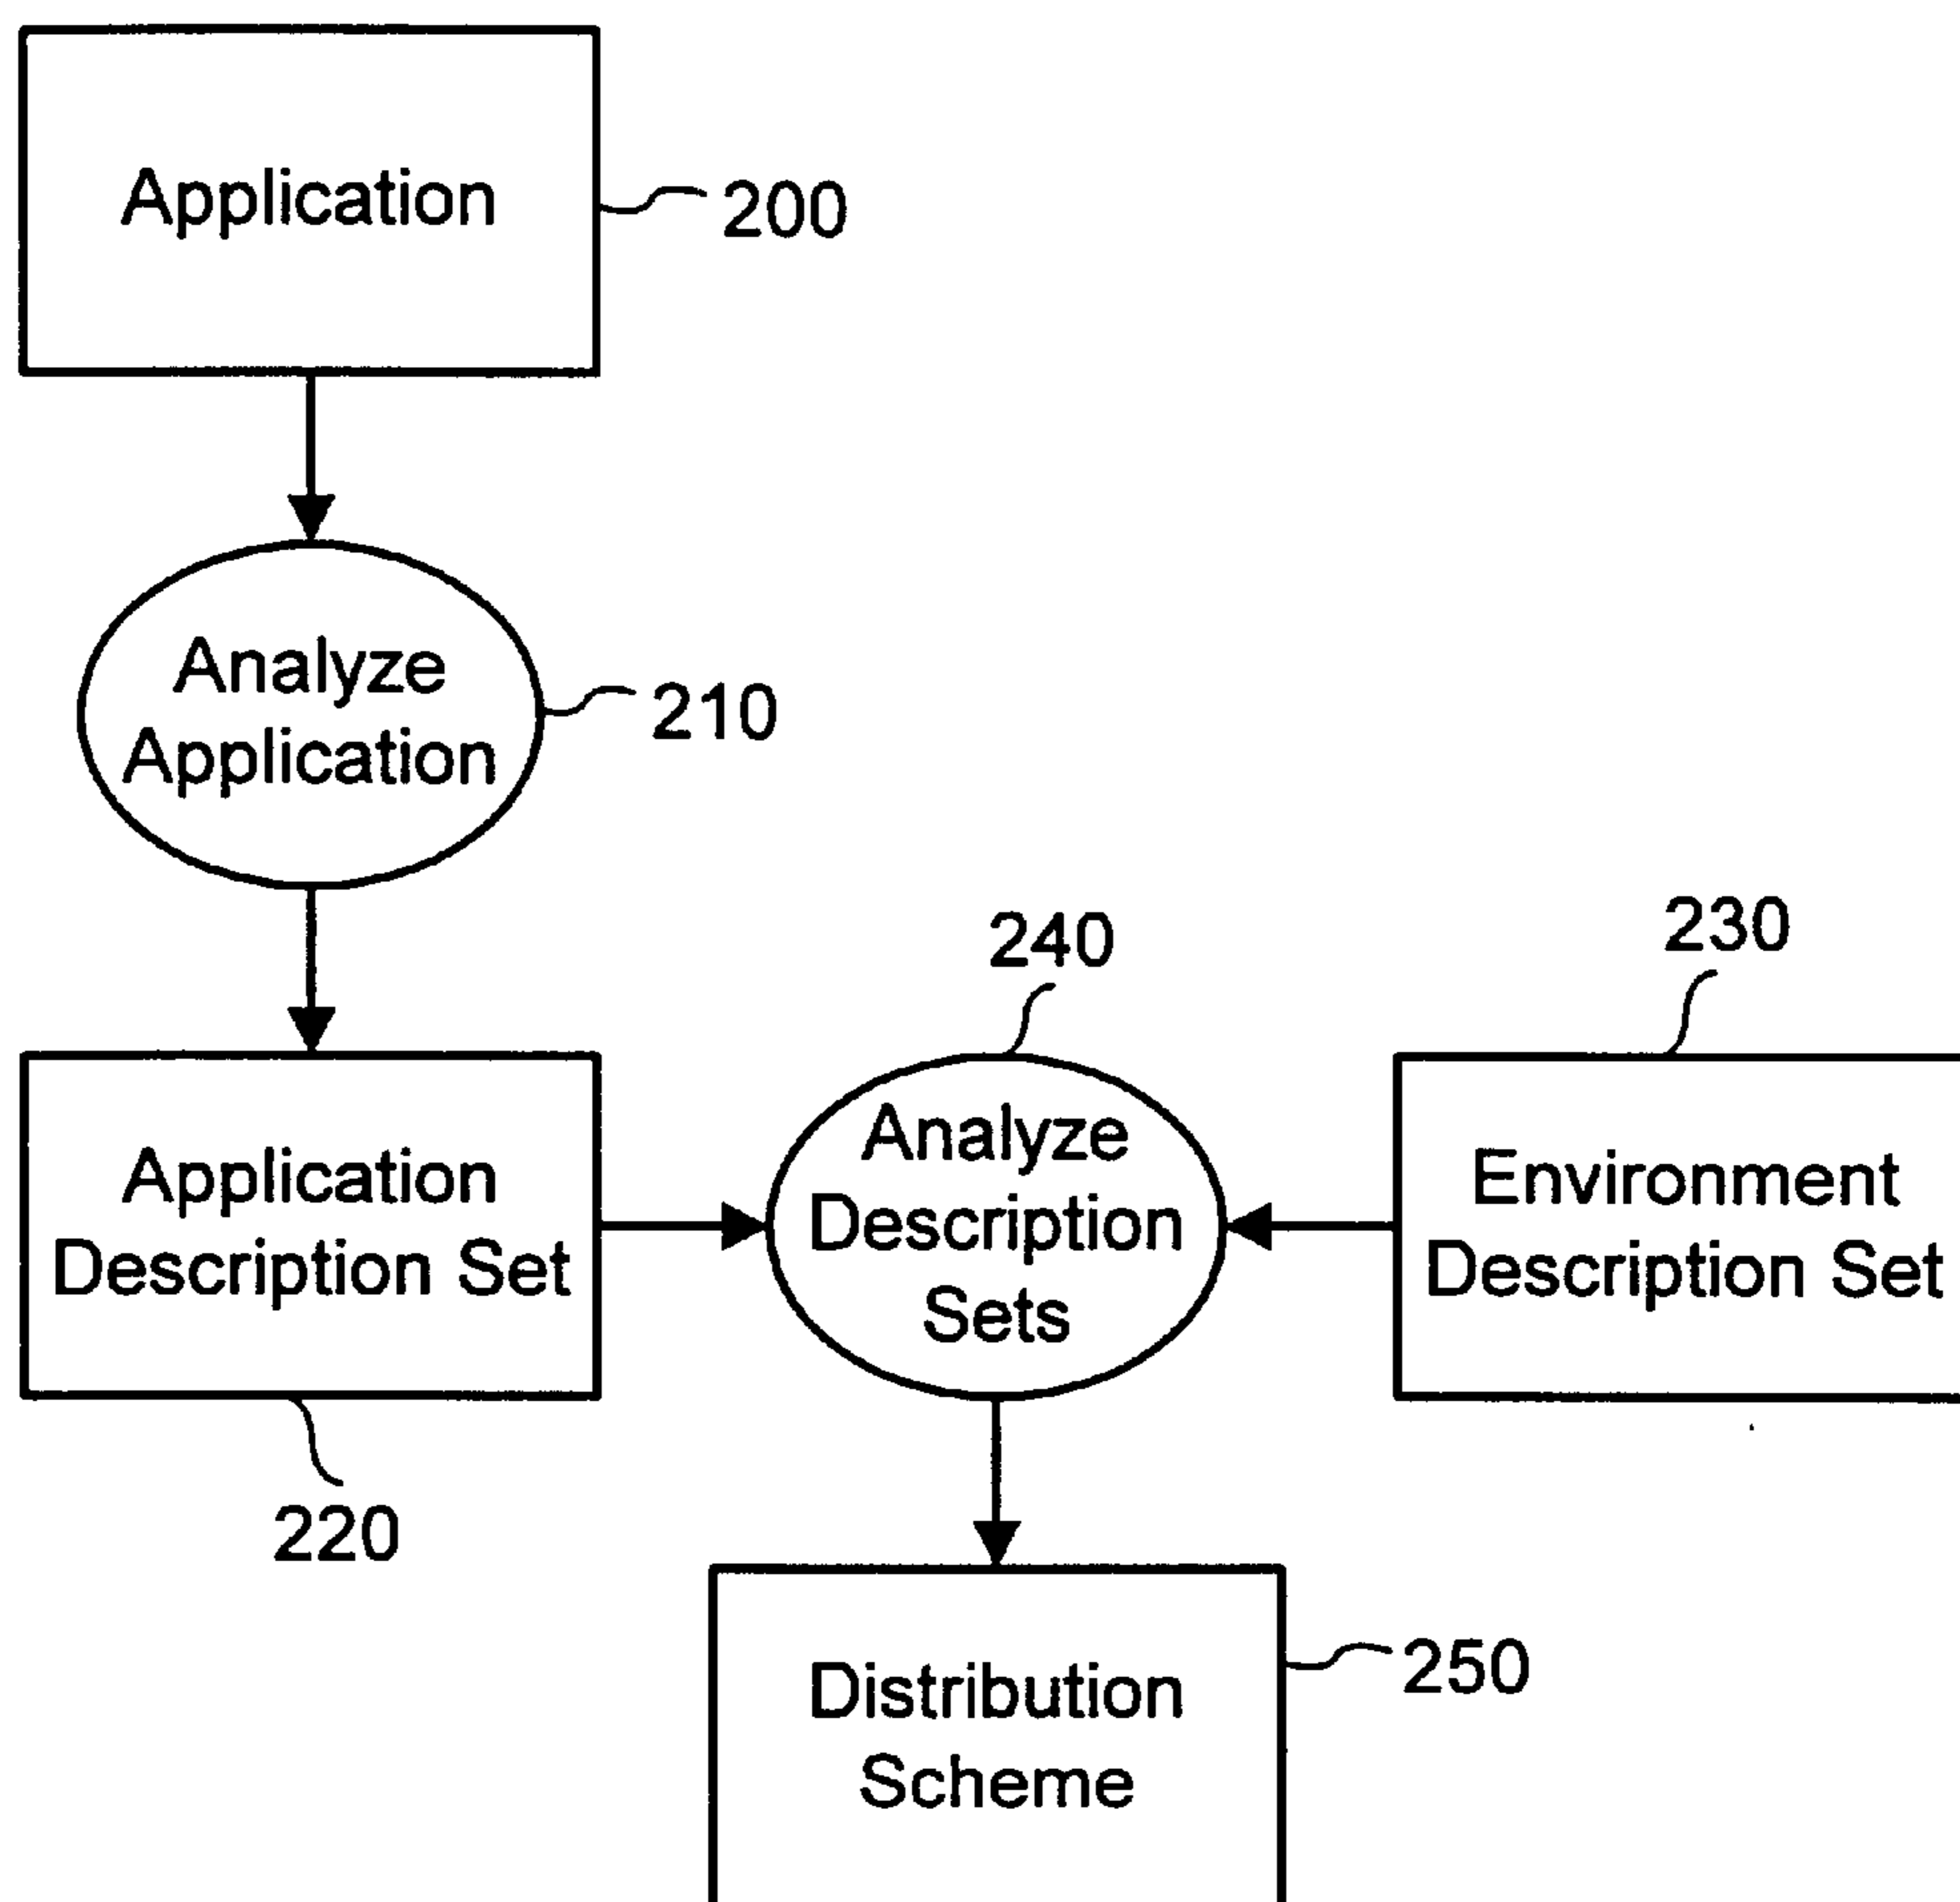 Application
200
Analyze
Application
210
240
230
Application
Description Set
Analyze
Description
Sets
Environment
Description Set
220
Distribution
Scheme
250